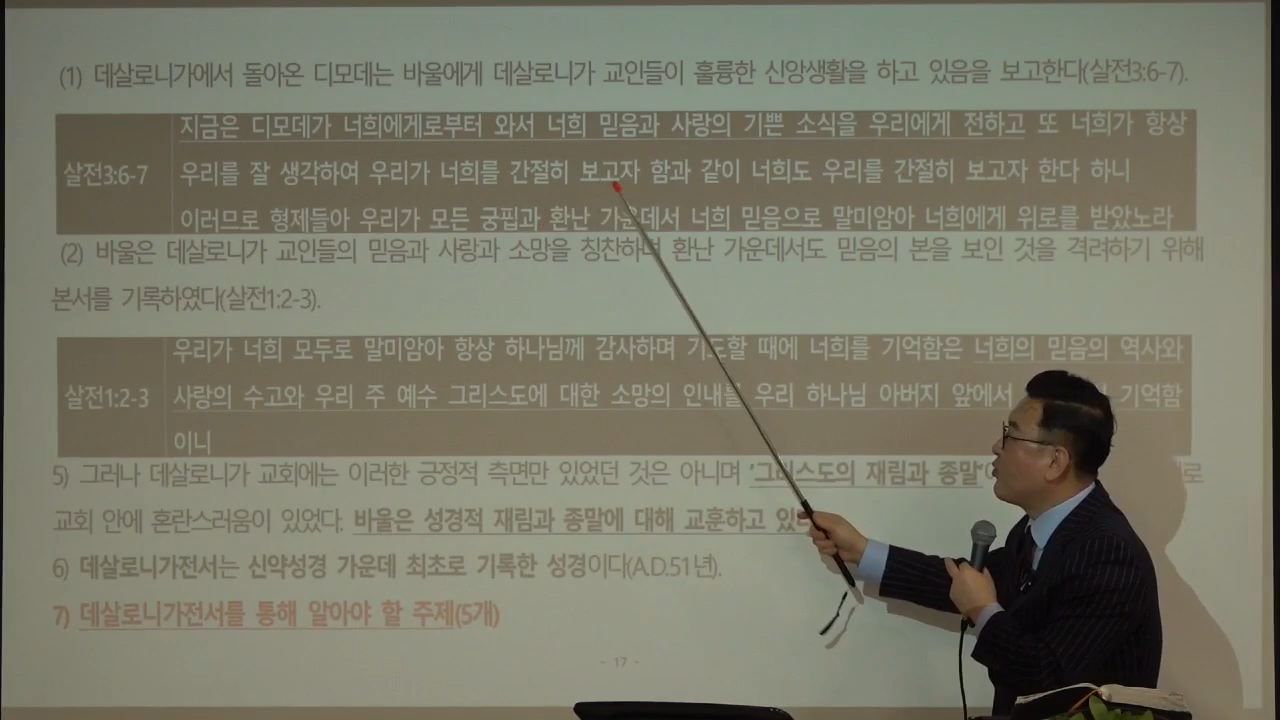 (1) 데살로니가에서 돌아온 디모데는 바울에게 데살로니가 교인들이 훌륭한 신앙생활을 하고 있음을 보고한다(살전3:6-7).
지금은 디모데가 너희에게로부터 와서 너희 믿음과 사랑의 기쁜 소식을 우리에게 전하고 또 너희가 항상
살전3:6-7 우리를 잘 생각하여 우리가 너희를 간절히 보고자 함과 같이 너희도 우리를 간절히 보고자 한다 하니
이러므로 형제들아 우리가 모든 궁핍과 환난 가운데서 너희 믿음으로 말미암아 너희에게 위로를 받았노라
(2) 바울은 데살로니가 교인들의 믿음과 사랑과 소망을 칭찬하며 환난 가운데서도 믿음의 본을 보인 것을 격려하기 위해
본서를 기록하였다(살전1:2-3).
우리가 너희 모두로 말미암아 항상 하나님께 감사하며 기도할 때에 너희를 기억함은 너희의 믿음의 역사와
살전1:2-3 사랑의 수고와 우리 주 예수 그리스도에 대한 소망의 인내를 우리 하나님 아버지 앞에서 기억함
이니
5) 그러나 데살로니가 교회에는 이러한 긍정적 측면만 있었던 것은 아니며 '그리스도의 재림과 종말'
교회 안에 혼란스러움이 있었다. 바울은 성경적 재림과 종말에 대해 교훈하고 있
6) 데살로니가전서는 신약성경 가운데 최초로 기록한 성경이다(A.D.51년).
7) 데살로니가전서를 통해 알아야 할 주제(5개)
- 17 -